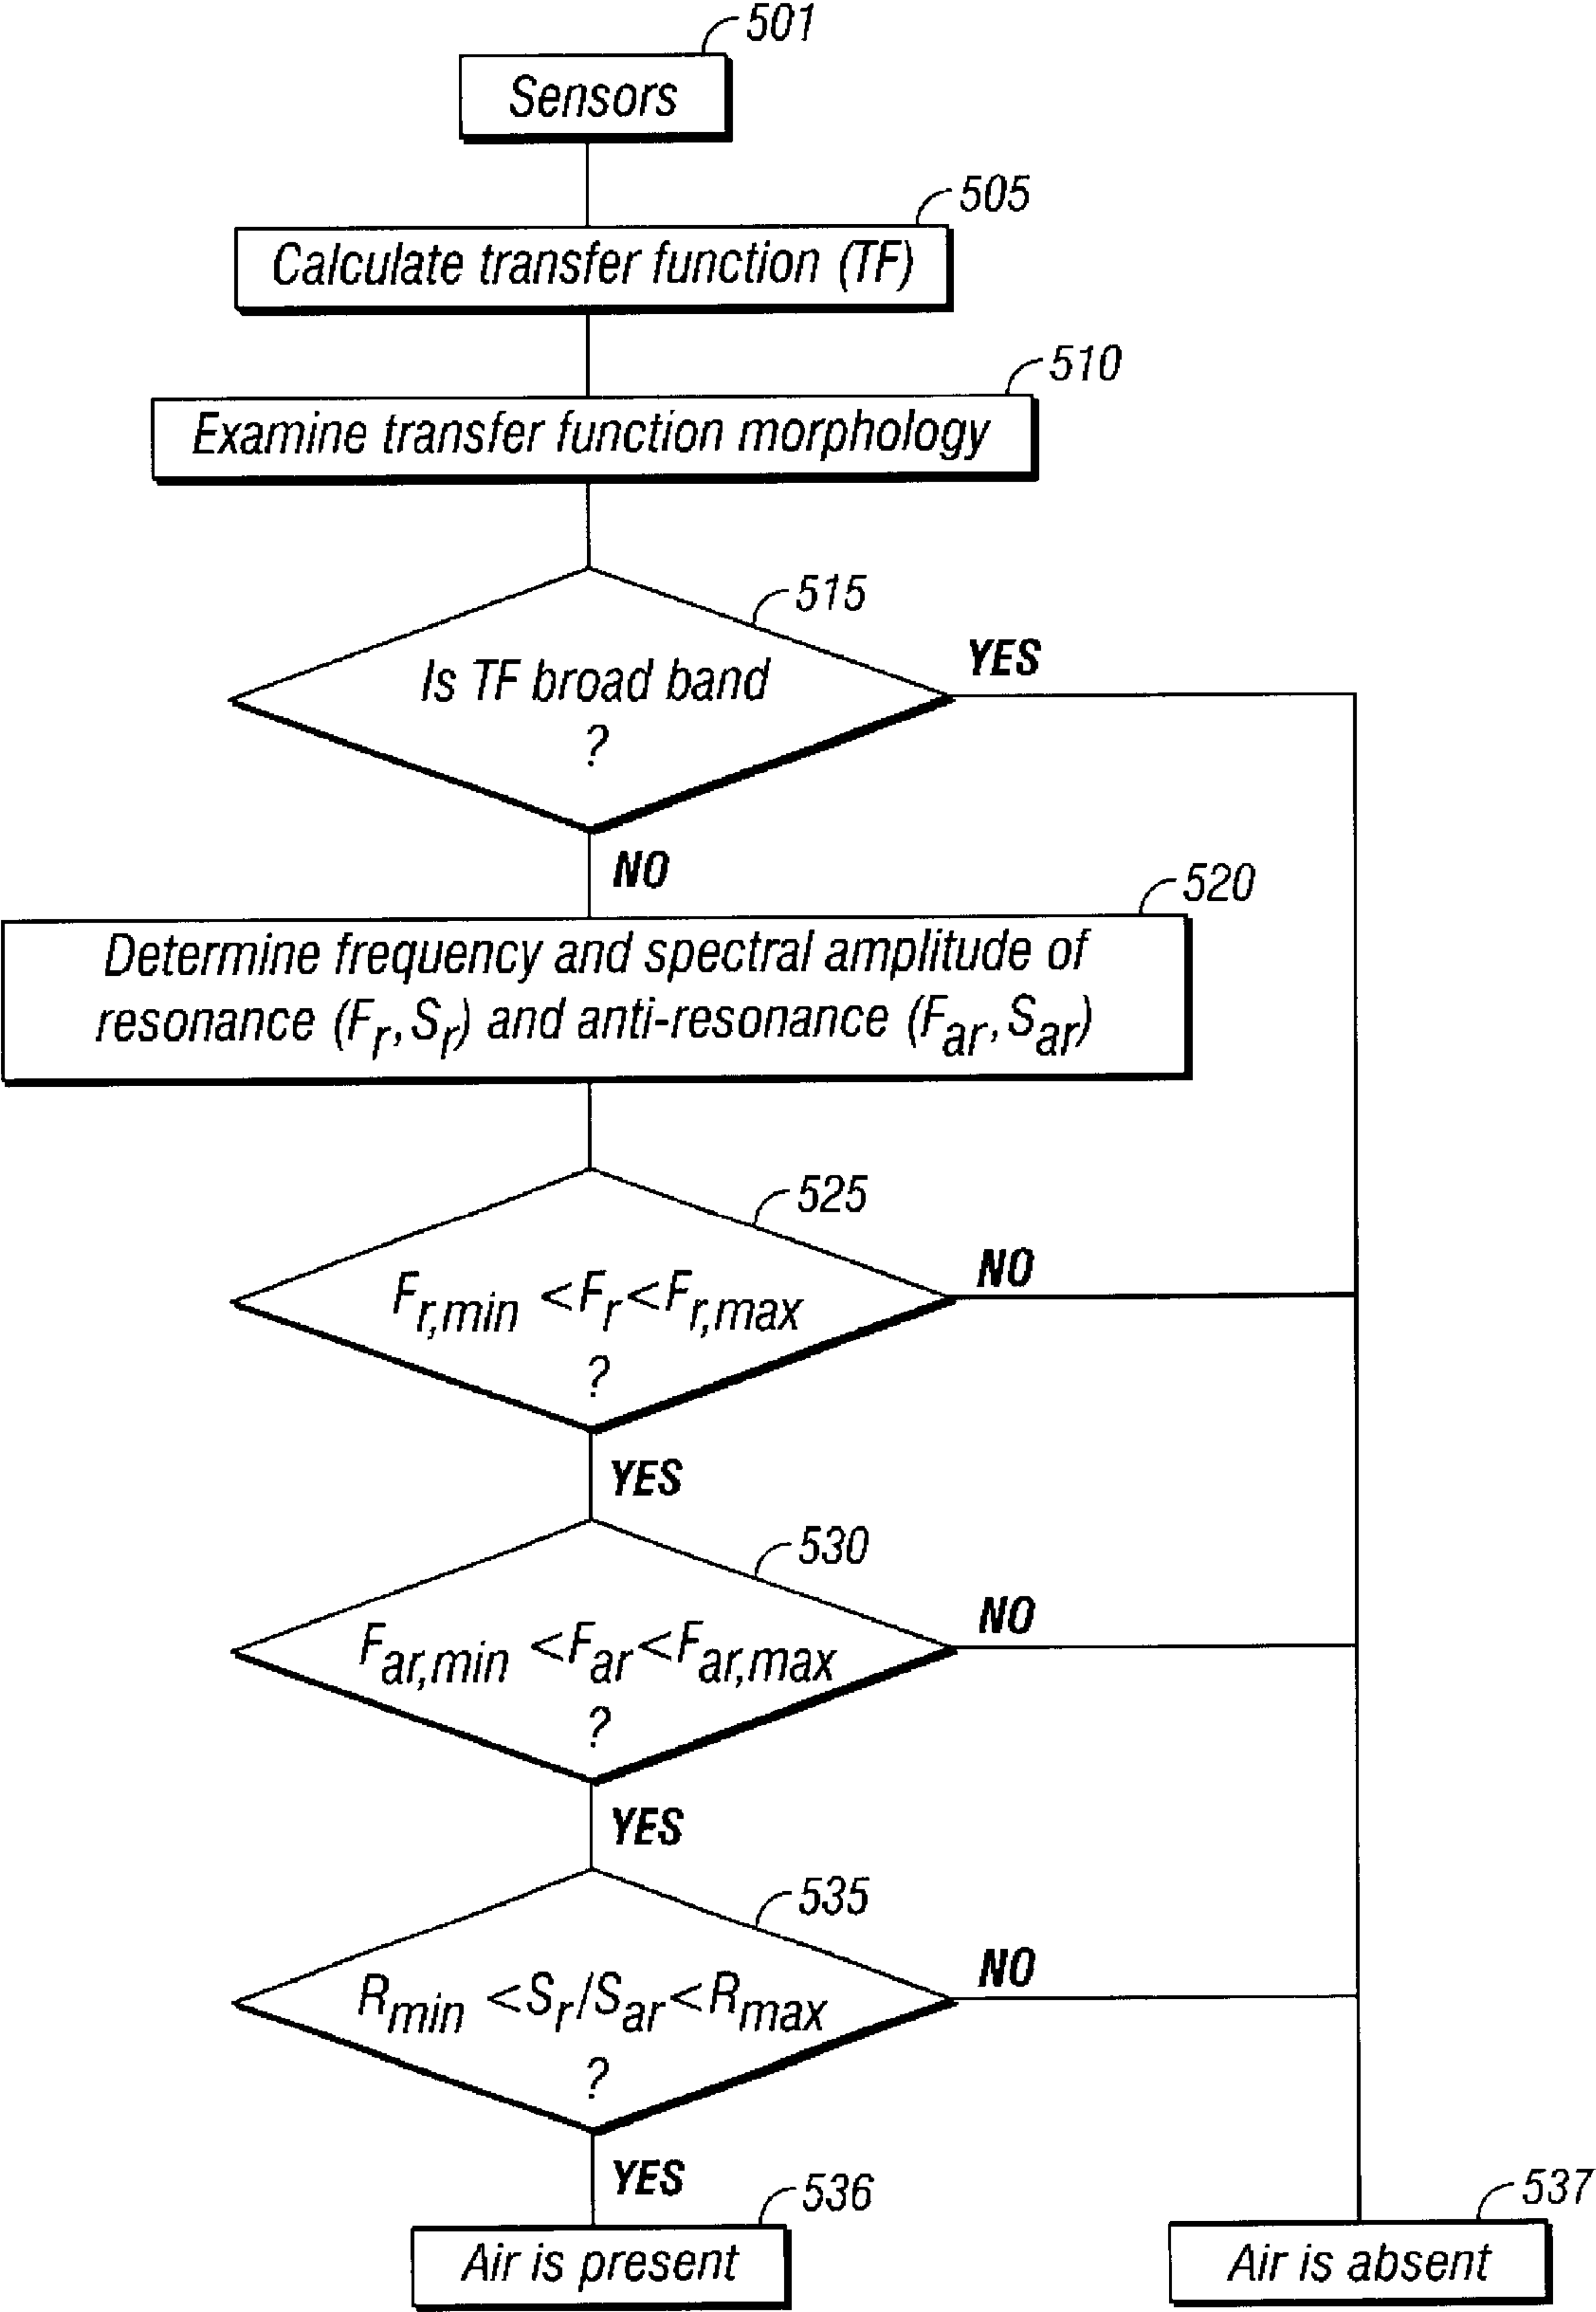 501
Sensors
505
Calculate transfer function (TF)
510
Examine transfer function morphology
515
Is TF broad band
?
YES
NO
520
Determine frequency and spectral amplitude of
resonance (Fr, Sr) and anti-resonance (Far, Sar)
525
Fr,min <Fr<Fr,max
?
NO
YES
530
Far,min <Far<Far,max
?
NO
YES
535
Rmin <Sr/Sar<Rmax
?
NO
YES
536
Air is present
537
Air is absent